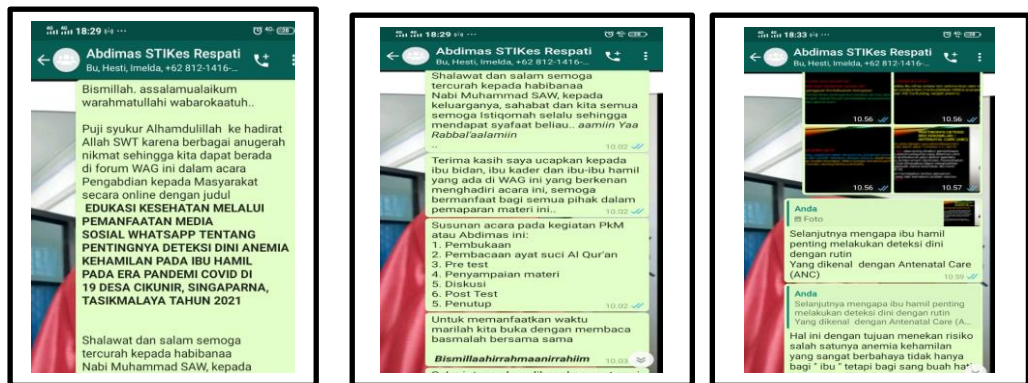 18:29
Abdimas STIKes Respati
Bu, Hesti, Imelda, +62 812-1416-...
Bismillah. assalamualaikum
warahmatullahi wabarokaatuh..
Puji syukur Alhamdulillah ke hadirat
Allah SWT karena berbagai anugerah
nikmat sehingga kita dapat berada
di forum WAG ini dalam acara
Pengabdian kepada Masyarakat
secara online dengan judul
EDUKASI KESEHATAN MELALUI
PEMANFAATAN MEDIA
SOSIAL WHATSAPP TENTANG
PENTINGNYA DETEKSI DINI ANEMIA
KEHAMILAN PADA IBU HAMIL
PADA ERA PANDEMI COVID DI
19 DESA CIKUNIR, SINGAPARNA,
TASIKMALAYA TAHUN 2021
Shalawat dan salam semoga
tercurah kepada habibanaa
Nabi Muhammad SAW, kepada
18:29
Abdimas STIKes Respati
Bu, Hesti, Imelda, +62 812-1416-...
Shalawat dan salam semoga
tercurah kepada habibanaa
Nabi Muhammad SAW, kepada
keluarganya, sahabat dan kita semua
semoga Istiqomah selalu sehingga
mendapat syafaat beliau.. aamiin Yaa
Rabbal'aalamiin
..
10.02
Terima kasih saya ucapkan kepada
ibu bidan, ibu kader dan ibu-ibu hamil
yang ada di WAG ini yang berkenan
menghadiri acara ini, semoga
bermanfaat bagi semua pihak dalam
pemaparan materi ini..
10.02
Susunan acara pada kegiatan PkM
atau Abdimas ini:
1. Pembukaan
2. Pembacaan ayat suci Al Qur'an
3. Pre test
4. Penyampaian materi
5. Diskusi
6. Post Test
5. Penutup
10.02
Untuk memanfaatkan waktu
marilah kita buka dengan membaca
basmalah bersama sama
Bismillaahirrahmaanirrahiim
10.03
18:33
Abdimas STIKes Respati
Bu, Hesti, Imelda, +62 812-1416-...
10.56
10.56
10.56
10.57
Anda
Foto
Selanjutnya mengapa ibu hamil
penting melakukan deteksi dini
dengan rutin
Yang dikenal dengan Antenatal Care
(ANC)
10.59
Anda
Selanjutnya mengapa ibu hamil penting
melakukan deteksi dini dengan rutin
Yang dikenal dengan Antenatal Care (A...
Hal ini dengan tujuan menekan risiko
salah satunya anemia kehamilan
yang sangat berbahaya tidak hanya
bagi " ibu " tetapi bagi sang buah hati